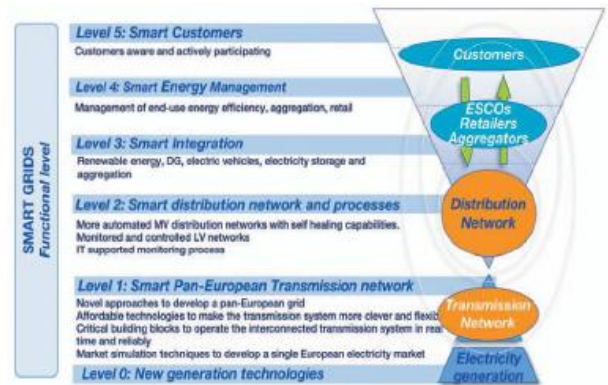 SMART GRIDS
Functional level
Level 5: Smart Customers
Customers aware and actively participating
Level 4: Smart Energy Management
Management of end-use energy efficiency, aggregation, retail
Level 3: Smart Integration
Renewable energy, DG, electric vehicles, electricity storage and
aggregation
Level 2: Smart distribution network and processes
More automated MV distribution networks with self healing capabilities.
Monitored and controlled LV networks
IT supported monitoring process
Level 1: Smart Pan-European Transmission network
Novel approaches to develop a pan-European grid
Affordable technologies to make the transmission system more clever and flexib
Critical building blocks to operate the interconnected transmission system in real
time and reliably
Market simulation techniques to develop a single European electricity market
Level 0: New generation technologies
Customers
ESCOs
Retailers
Aggregators
Distribution
Network
Transmission
Network
Electricity
generation